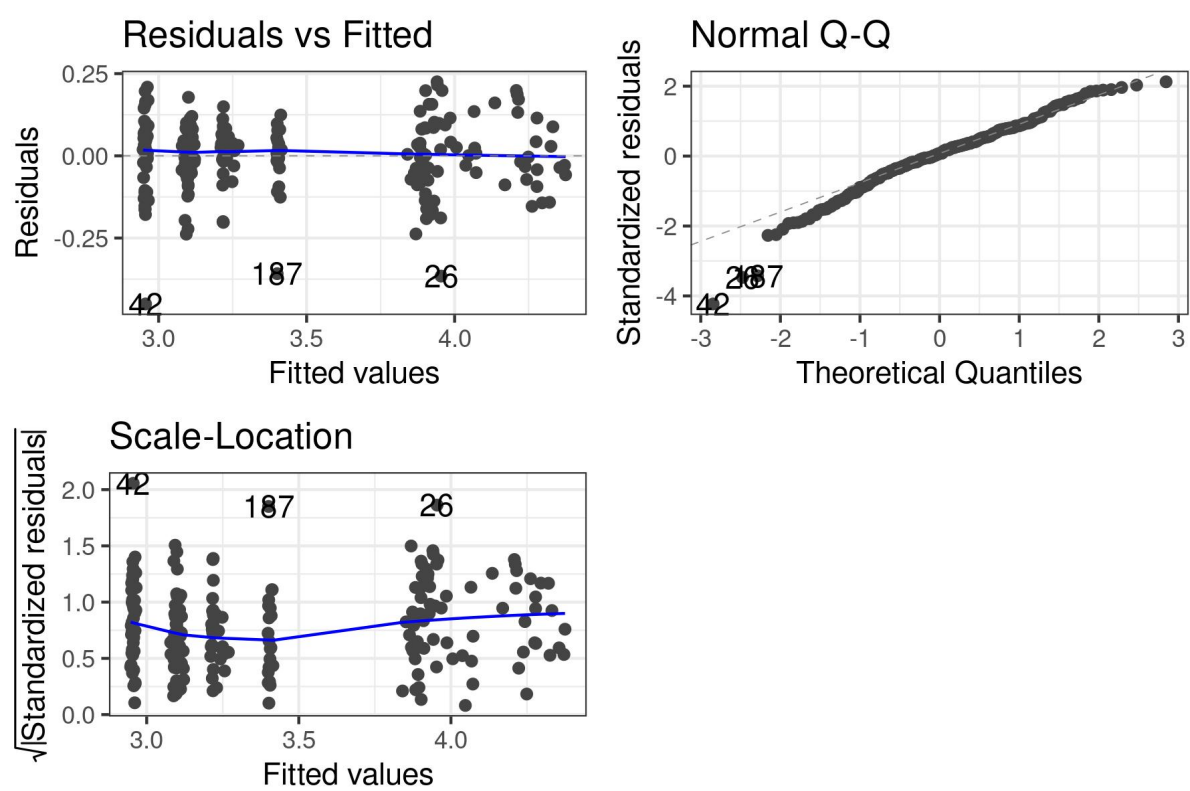 Residuals vs Fitted
Residuals
0.25
0.00
-0.25
187
26
42
3.0 3.5 4.0
Fitted values
Normal Q-Q
Standardized residuals
2
0
-2
-4
26 187
42
-3 -2 -1 0 1 2 3
Theoretical Quantiles
Scale-Location
√|Standardized residuals|
2.0
1.5
1.0
0.5
0.0
42
187
26
3.0 3.5 4.0
Fitted values